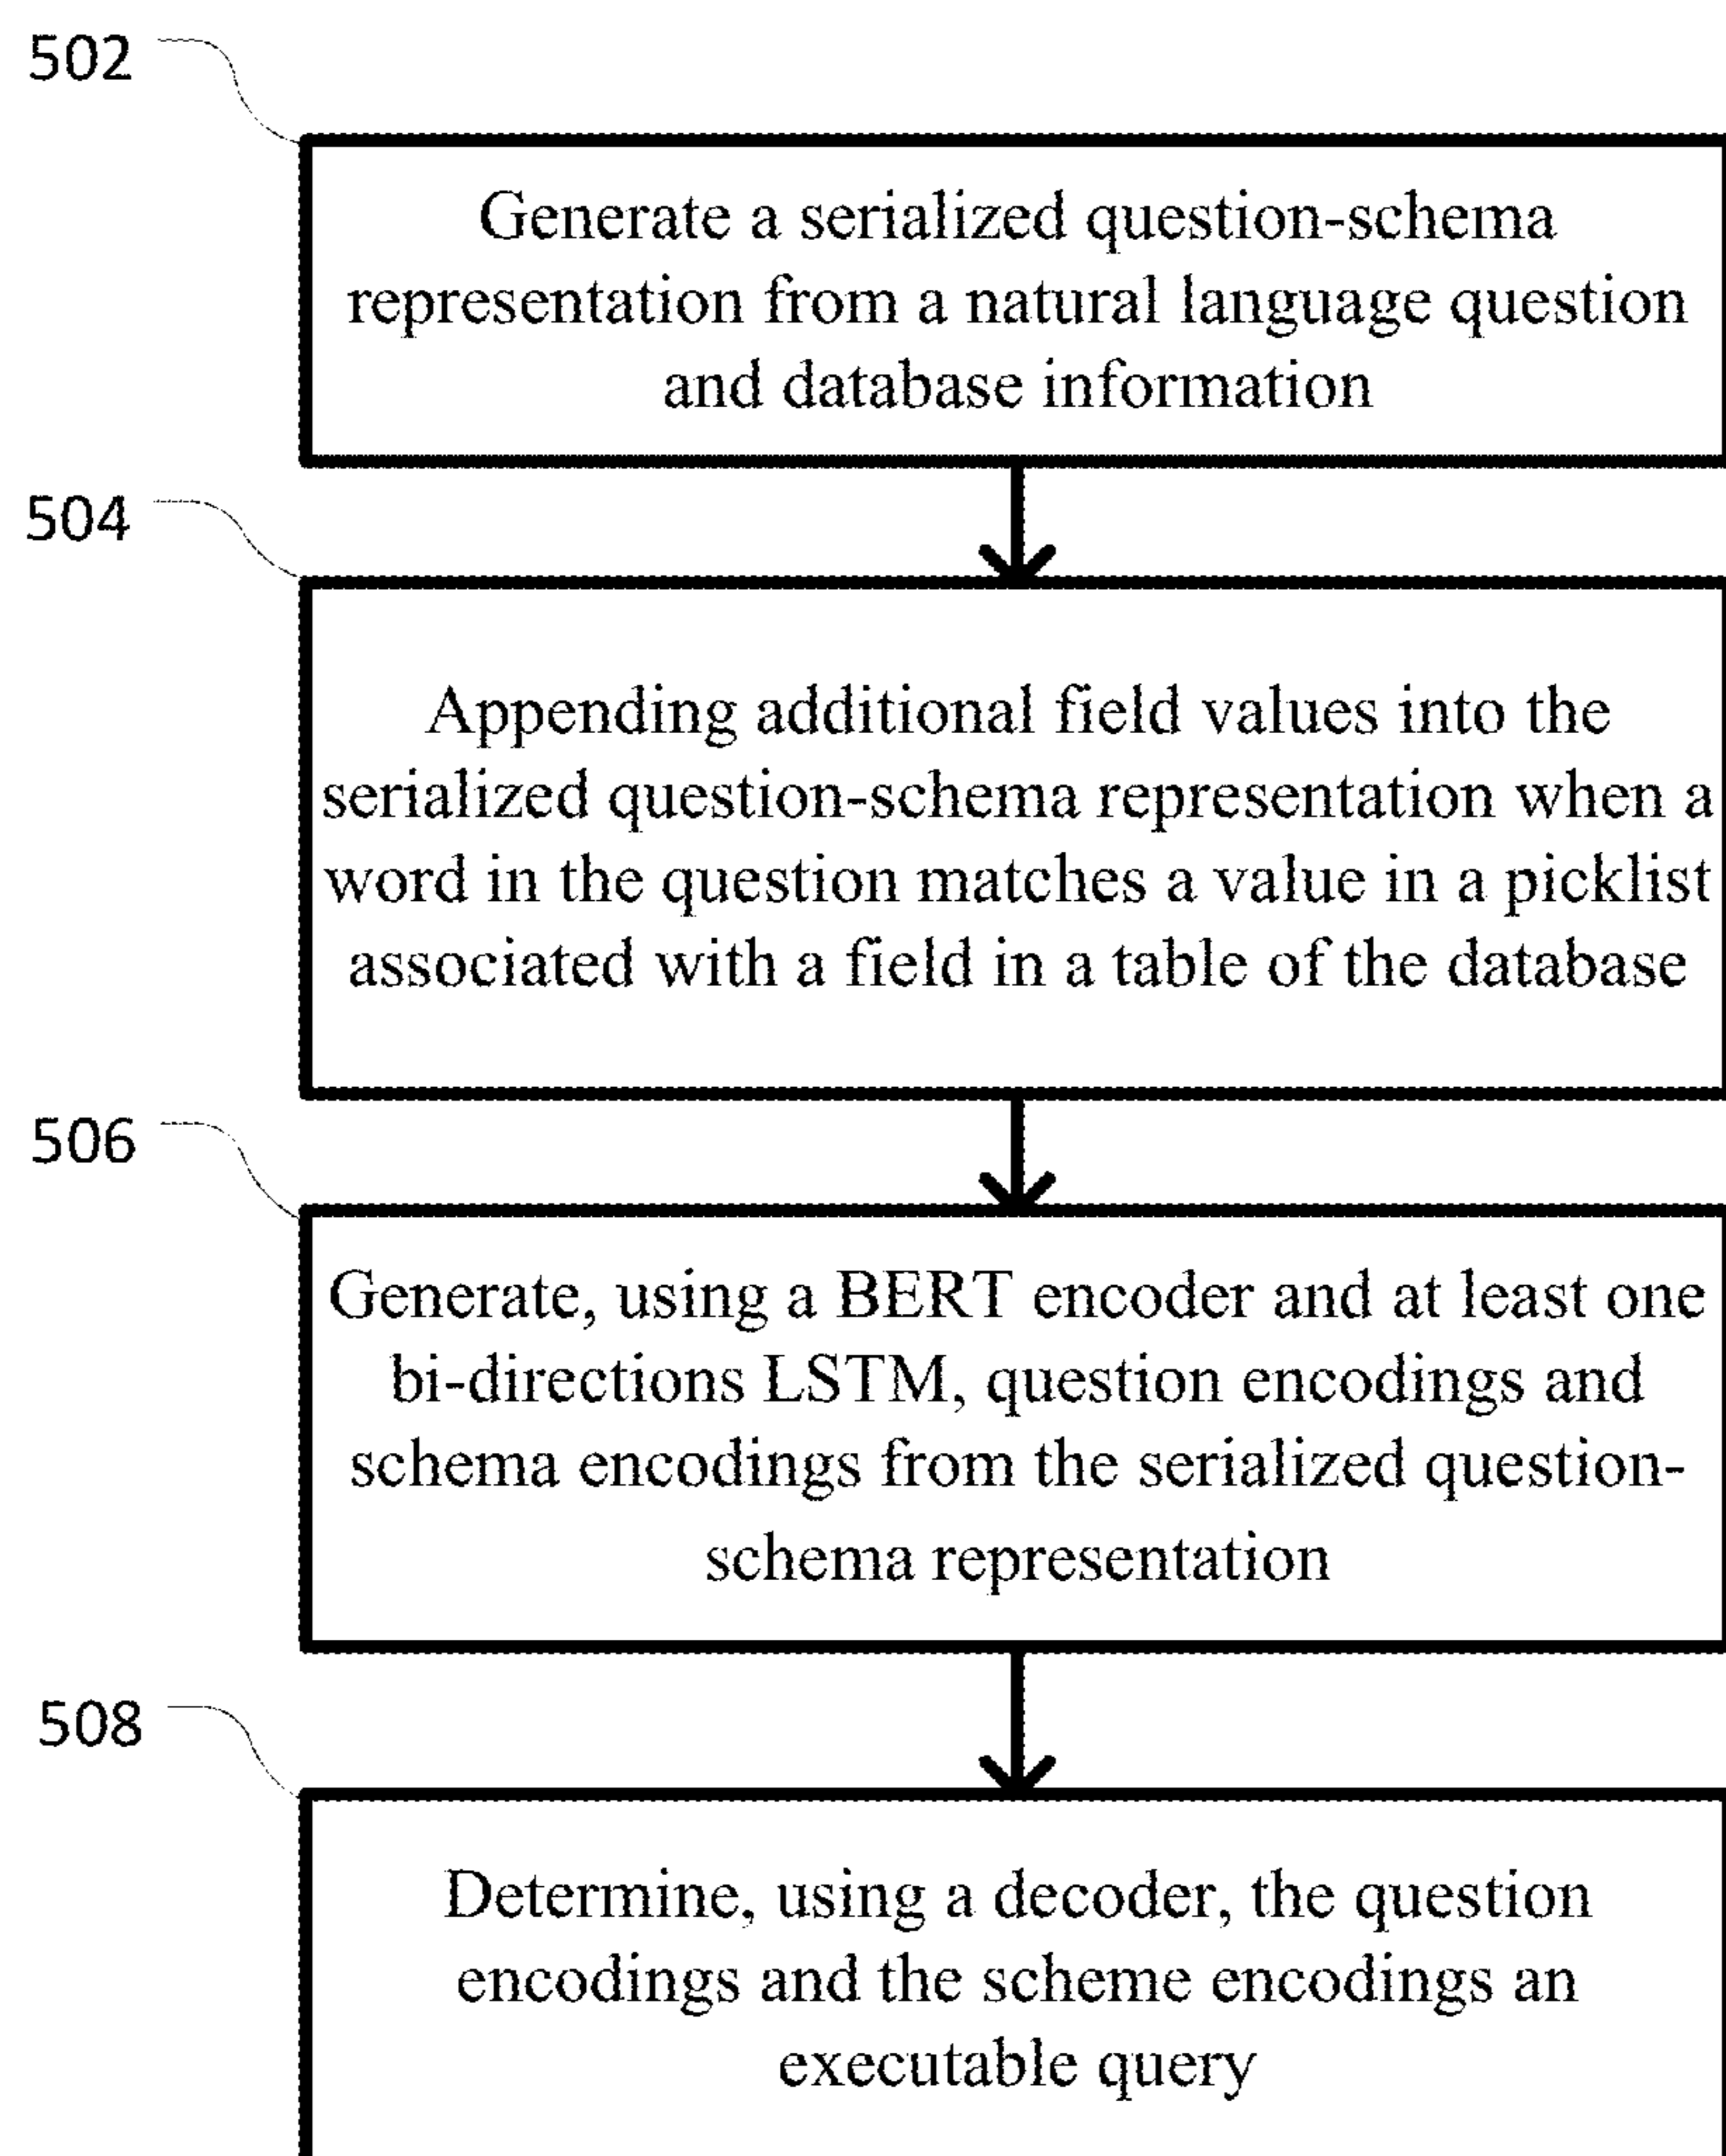 502
Generate a serialized question-schema
representation from a natural language question
and database information
504
Appending additional field values into the
serialized question-schema representation when a
word in the question matches a value in a picklist
associated with a field in a table of the database
506
Generate, using a BERT encoder and at least one
bi-directions LSTM, question encodings and
schema encodings from the serialized question-
schema representation
508
Determine, using a decoder, the question
encodings and the scheme encodings an
executable query